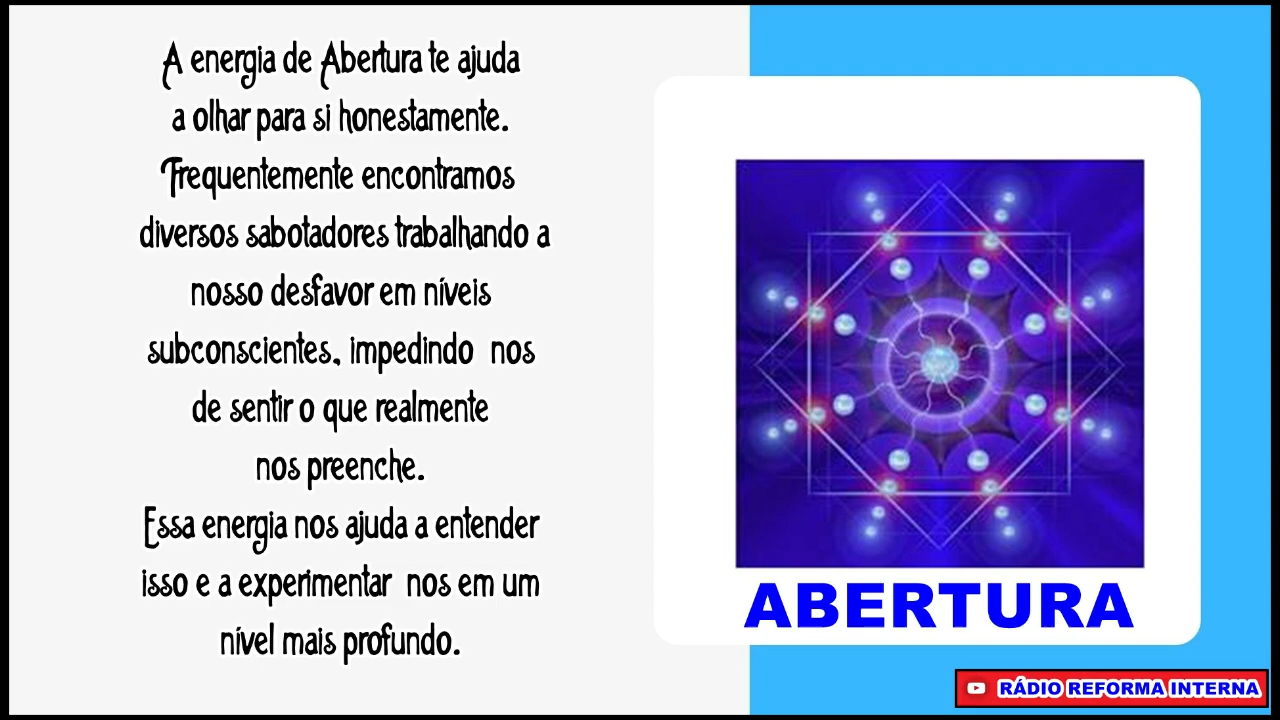 A energia de Abertura te ajuda
a olhar para si honestamente.
Frequentemente encontramos
diversos sabotadores trabalhando a
nosso desfavor em níveis
subconscientes, impedindo nos
de sentir o que realmente
nos preenche.
Essa energia nos ajuda a entender
isso e a experimentar nos em um
nível mais profundo.
ABERTURA
RÁDIO REFORMA INTERNA